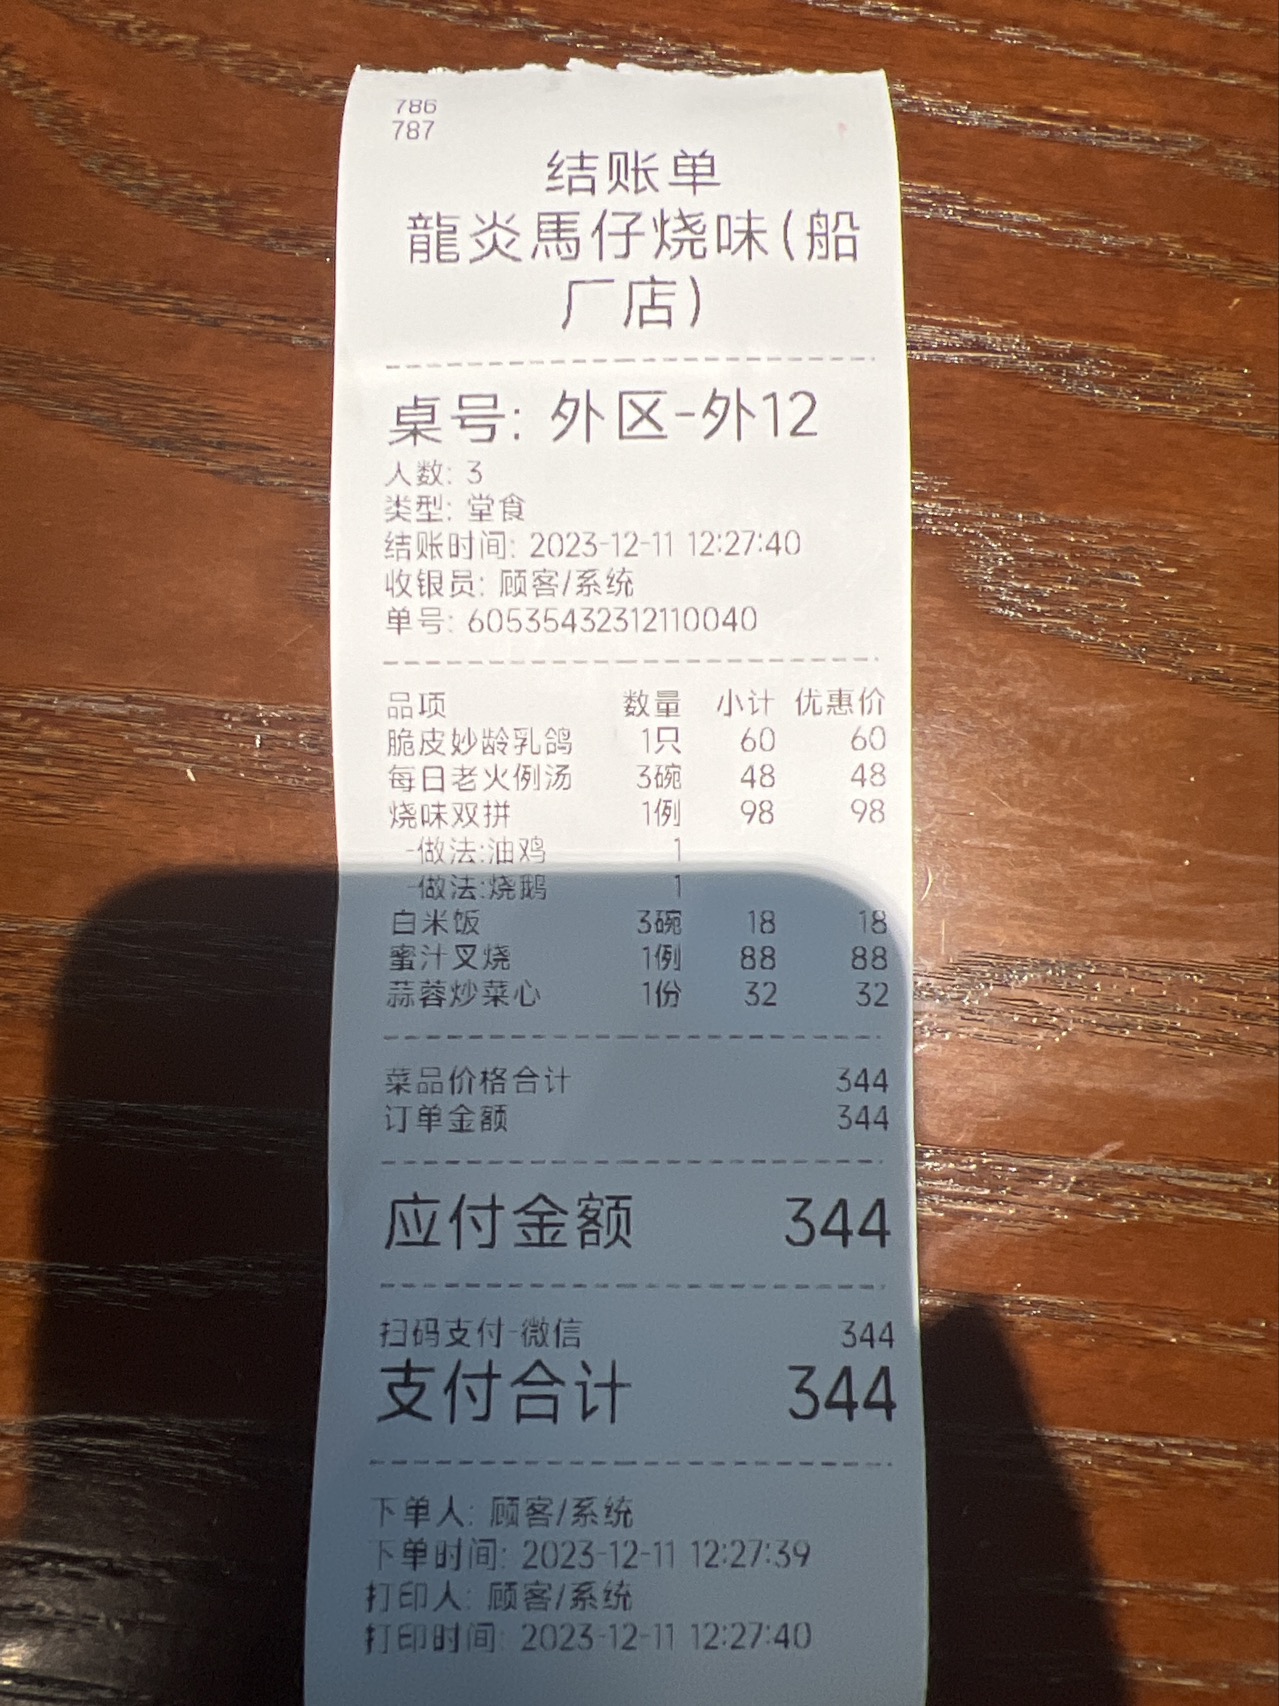 786
787
结账单
龍炎馬仔烧味(船
厂店)
桌号: 外区-外12
人数: 3
类型: 堂食
结账时间: 2023-12-11 12:27:40
收银员: 顾客/系统
单号: 60535432312110040
品项 数量 小计 优惠价
脆皮妙龄乳鸽 1只 60 60
每日老火例汤 3碗 48 48
烧味双拼 1例 98 98
-做法:油鸡 1
-做法:烧鹅 1
白米饭 3碗 18 18
蜜汁叉烧 1例 88 88
蒜蓉炒菜心 1份 32 32
菜品价格合计 344
订单金额 344
应付金额 344
扫码支付-微信 344
支付合计 344
下单人: 顾客/系统
下单时间: 2023-12-11 12:27:39
打印人: 顾客/系统
打印时间: 2023-12-11 12:27:40